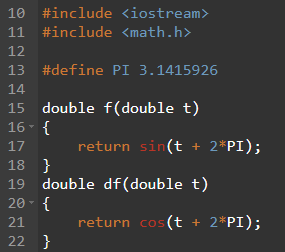 10 #include <iostream>
11 #include <math.h>
12
13 #define PI 3.1415926
14
15 double f(double t)
16 {
17     return sin(t + 2*PI);
18 }
19 double df(double t)
20 {
21     return cos(t + 2*PI);
22 }